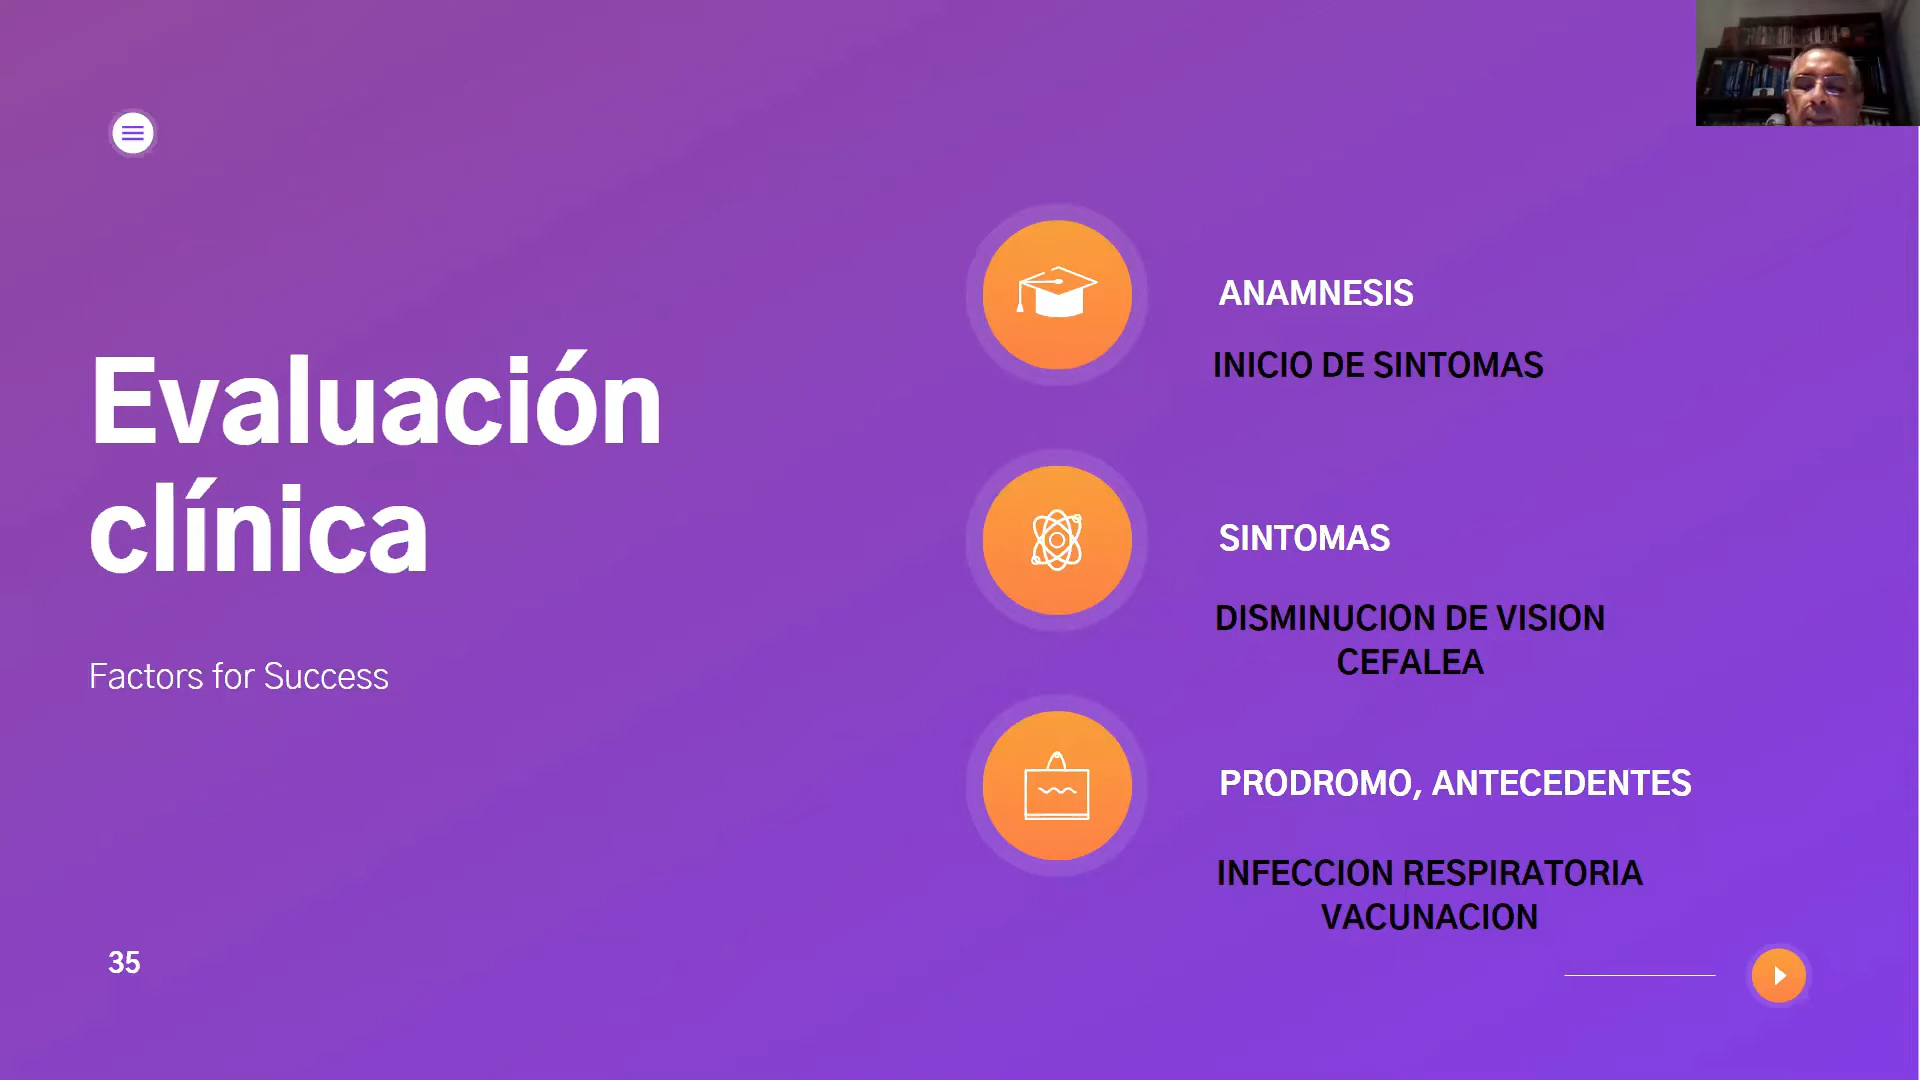 Evaluación
clínica
Factors for Success
35
ANAMNESIS
INICIO DE SINTOMAS
SINTOMAS
DISMINUCION DE VISION
CEFALEA
PRODROMO, ANTECEDENTES
INFECCION RESPIRATORIA
VACUNACION